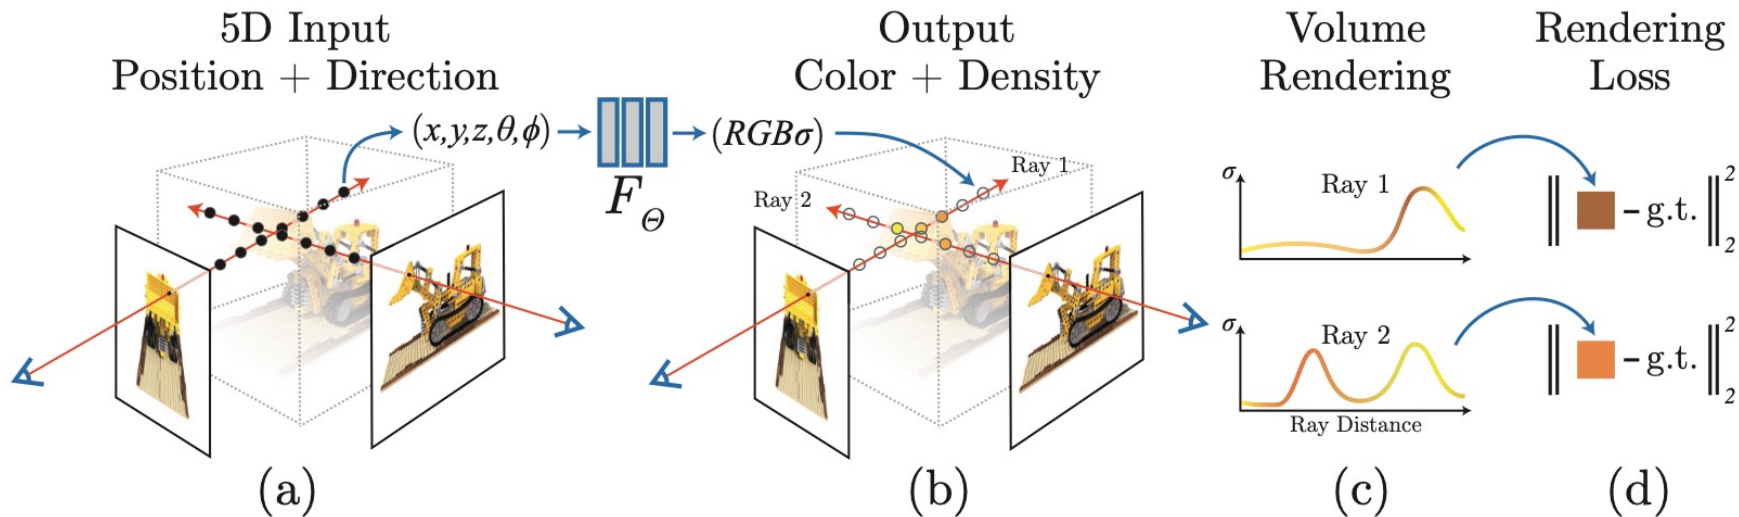 5D Input
Position + Direction
Output
Color + Density
Volume
Rendering
Rendering
Loss
(x,y,z,θ,ϕ)
F_Θ
(RGBσ)
Ray 1
Ray 2
σ
Ray 1
σ
Ray 2
Ray Distance
‖ - g.t. ‖ 2 2
‖ - g.t. ‖ 2 2
(a)
(b)
(c)
(d)